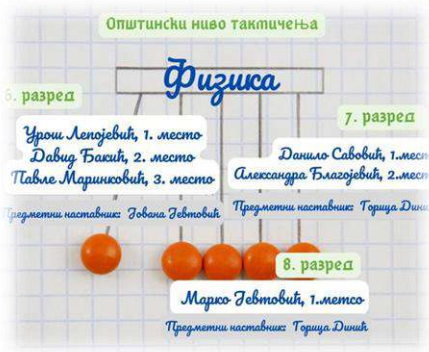 Општински ниво такмичења
Физика
6. разред
Урош Лепојевић, 1. место
Давид Бакић, 2. место
Павле Маринковић, 3. место
Предметни наставник: Јована Јевтовић
7. разред
Данило Савовић, 1.мест
Александра Благојевић, 2.мест
Предметни наставник: Горица Динић
8. разред
Марко Јевтовић, 1.метсо
Предметни наставник: Горица Динић